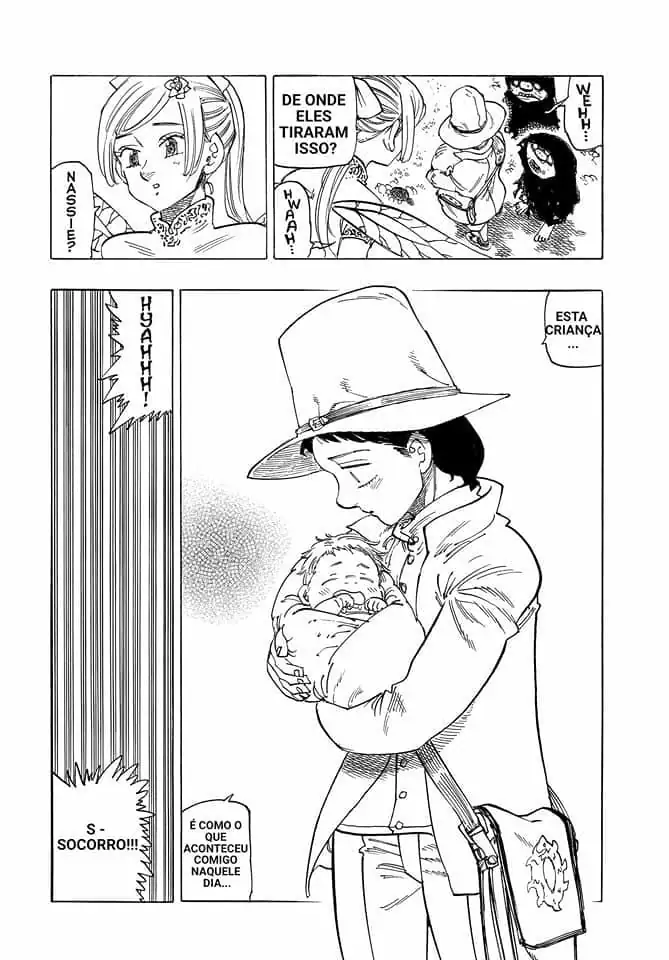 WEHH...
DE ONDE
ELES
TIRARAM
ISSO?
HWAAH...
NASSIE?
ESTA
CRIANÇA
...
É COMO O
QUE
ACONTECEU
COMIGO
NAQUELE
DIA...
HYAHHH!
S -
SOCORRO!!!